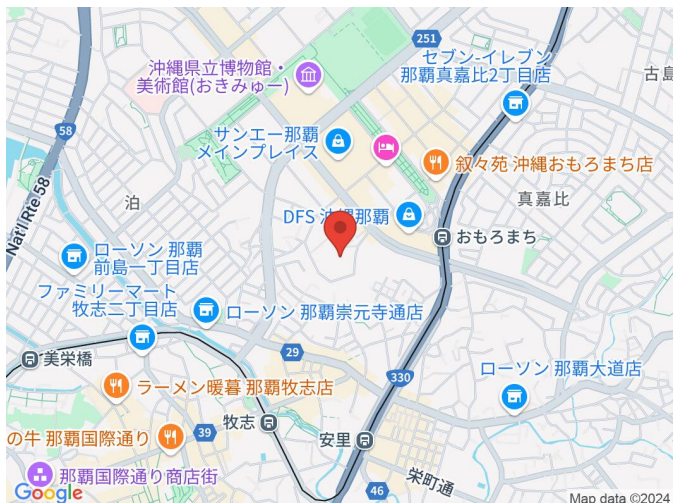 251
セブン-イレブン
那覇真嘉比2丁目店
沖縄県立博物館・
美術館(おきみゅー)
古島
58
サンエー那覇
メインプレイス
叙々苑 沖縄おもろまち店
Nat'l Rte 58
泊
真嘉比
DFS 沖縄那覇
おもろまち
ローソン 那覇
前島一丁目店
ファミリーマート
牧志二丁目店
ローソン 那覇崇元寺通店
美栄橋
29
330
ローソン 那覇大道店
ラーメン暖暮 那覇牧志店
の牛 那覇国際通り
39
牧志
安里
栄町通
那覇国際通り商店街
46
Google
Map data ©2024